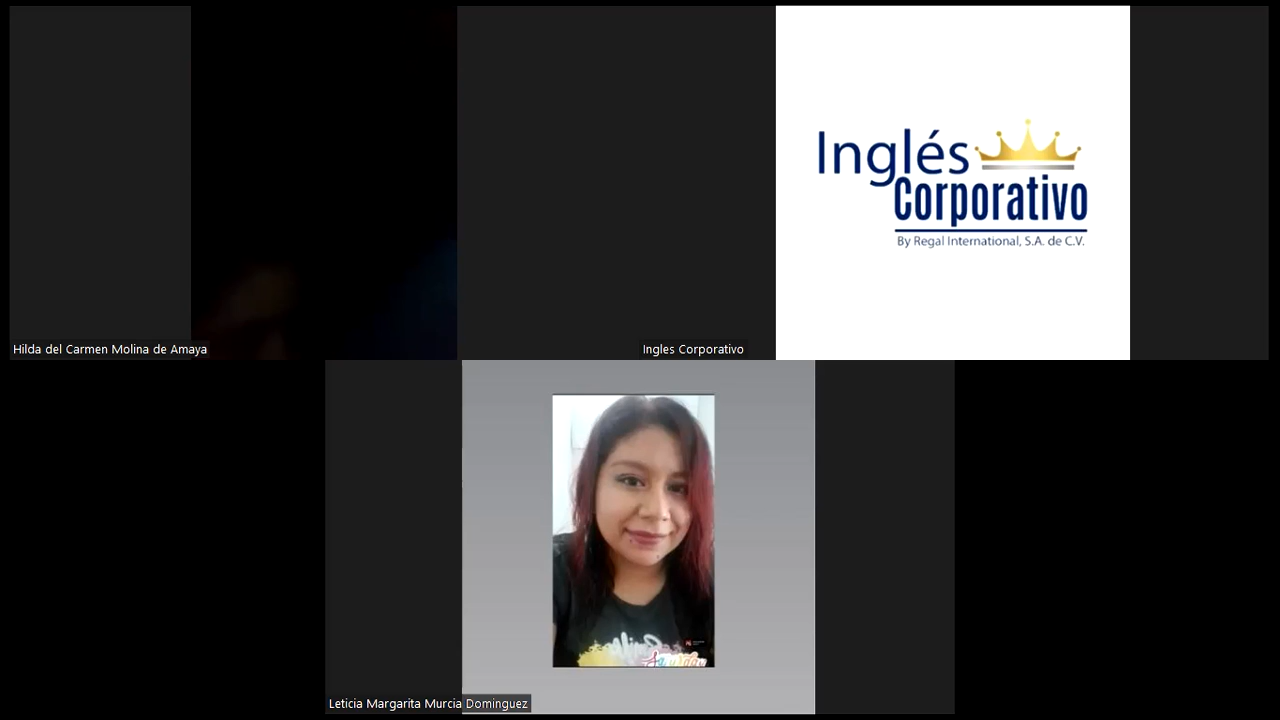 Inglés
Corporativo
By Regal International, S.A. de C.V.
Hilda del Carmen Molina de Amaya
Ingles Corporativo
Leticia Margarita Murcia Dominguez